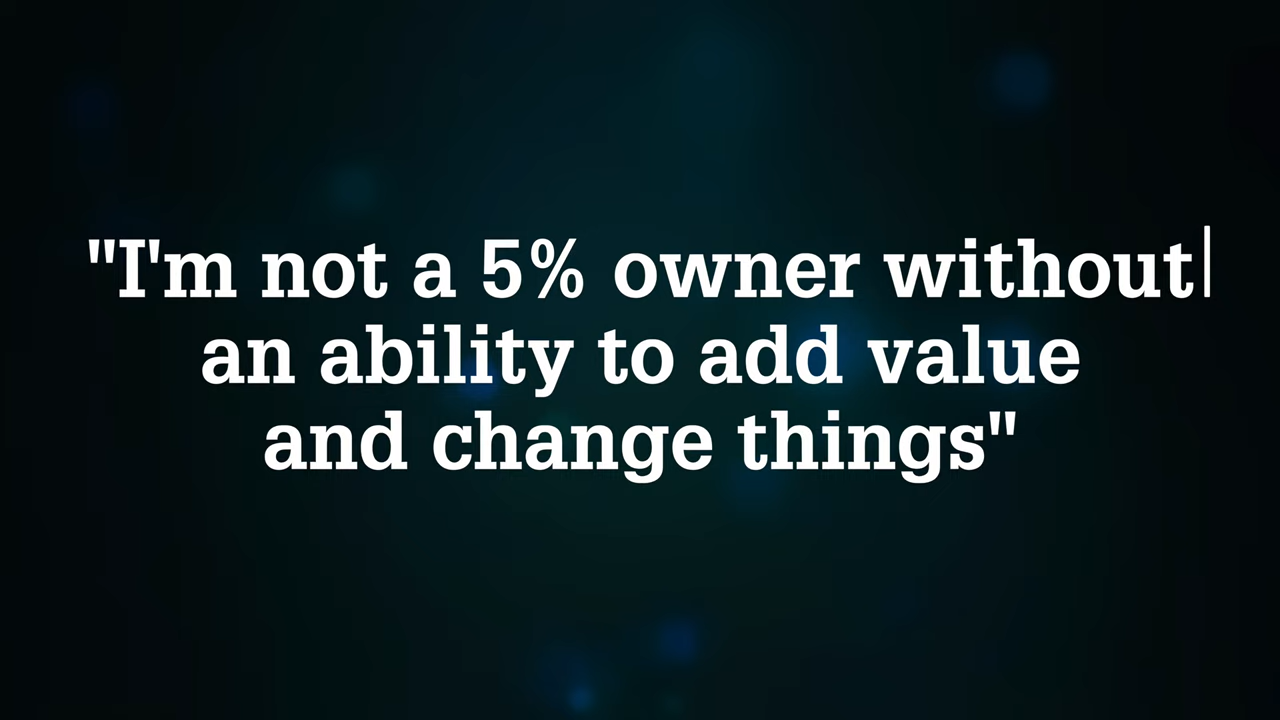 "I'm not a 5% owner without
an ability to add value
and change things"